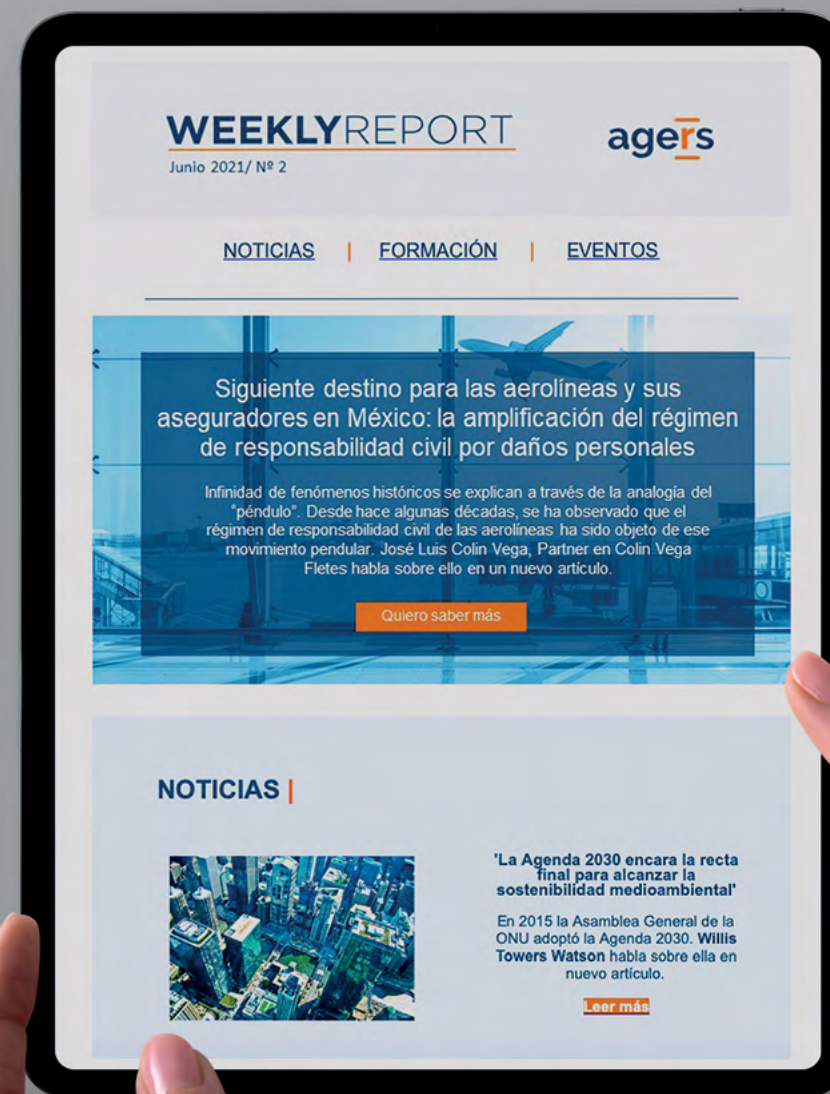 WEEKLYREPORT
agers
Junio 2021/ Nº 2
NOTICIAS | FORMACIÓN | EVENTOS
Siguiente destino para las aerolíneas y sus
aseguradores en México: la amplificación del régimen
de responsabilidad civil por daños personales
Infinidad de fenómenos históricos se explican a través de la analogía del
“péndulo”. Desde hace algunas décadas, se ha observado que el
régimen de responsabilidad civil de las aerolíneas ha sido objeto de ese
movimiento pendular. José Luis Colin Vega, Partner en Colin Vega
Fletes habla sobre ello en un nuevo artículo.
Quiero saber más
NOTICIAS |
'La Agenda 2030 encara la recta
final para alcanzar la
sostenibilidad medioambiental'
En 2015 la Asamblea General de la
ONU adoptó la Agenda 2030. Willis
Towers Watson habla sobre ella en
nuevo artículo.
Leer más